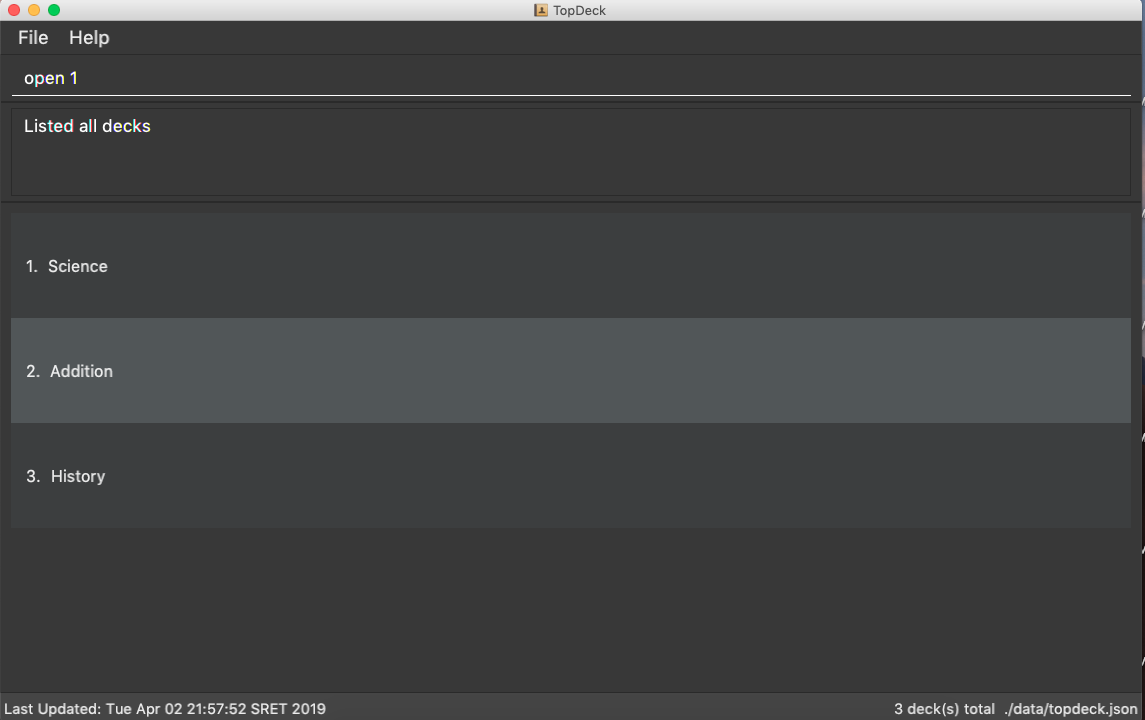 TopDeck
File Help
open 1
Listed all decks
1. Science
2. Addition
3. History
Last Updated: Tue Apr 02 21:57:52 SRET 2019 3 deck(s) total ./data/topdeck.json